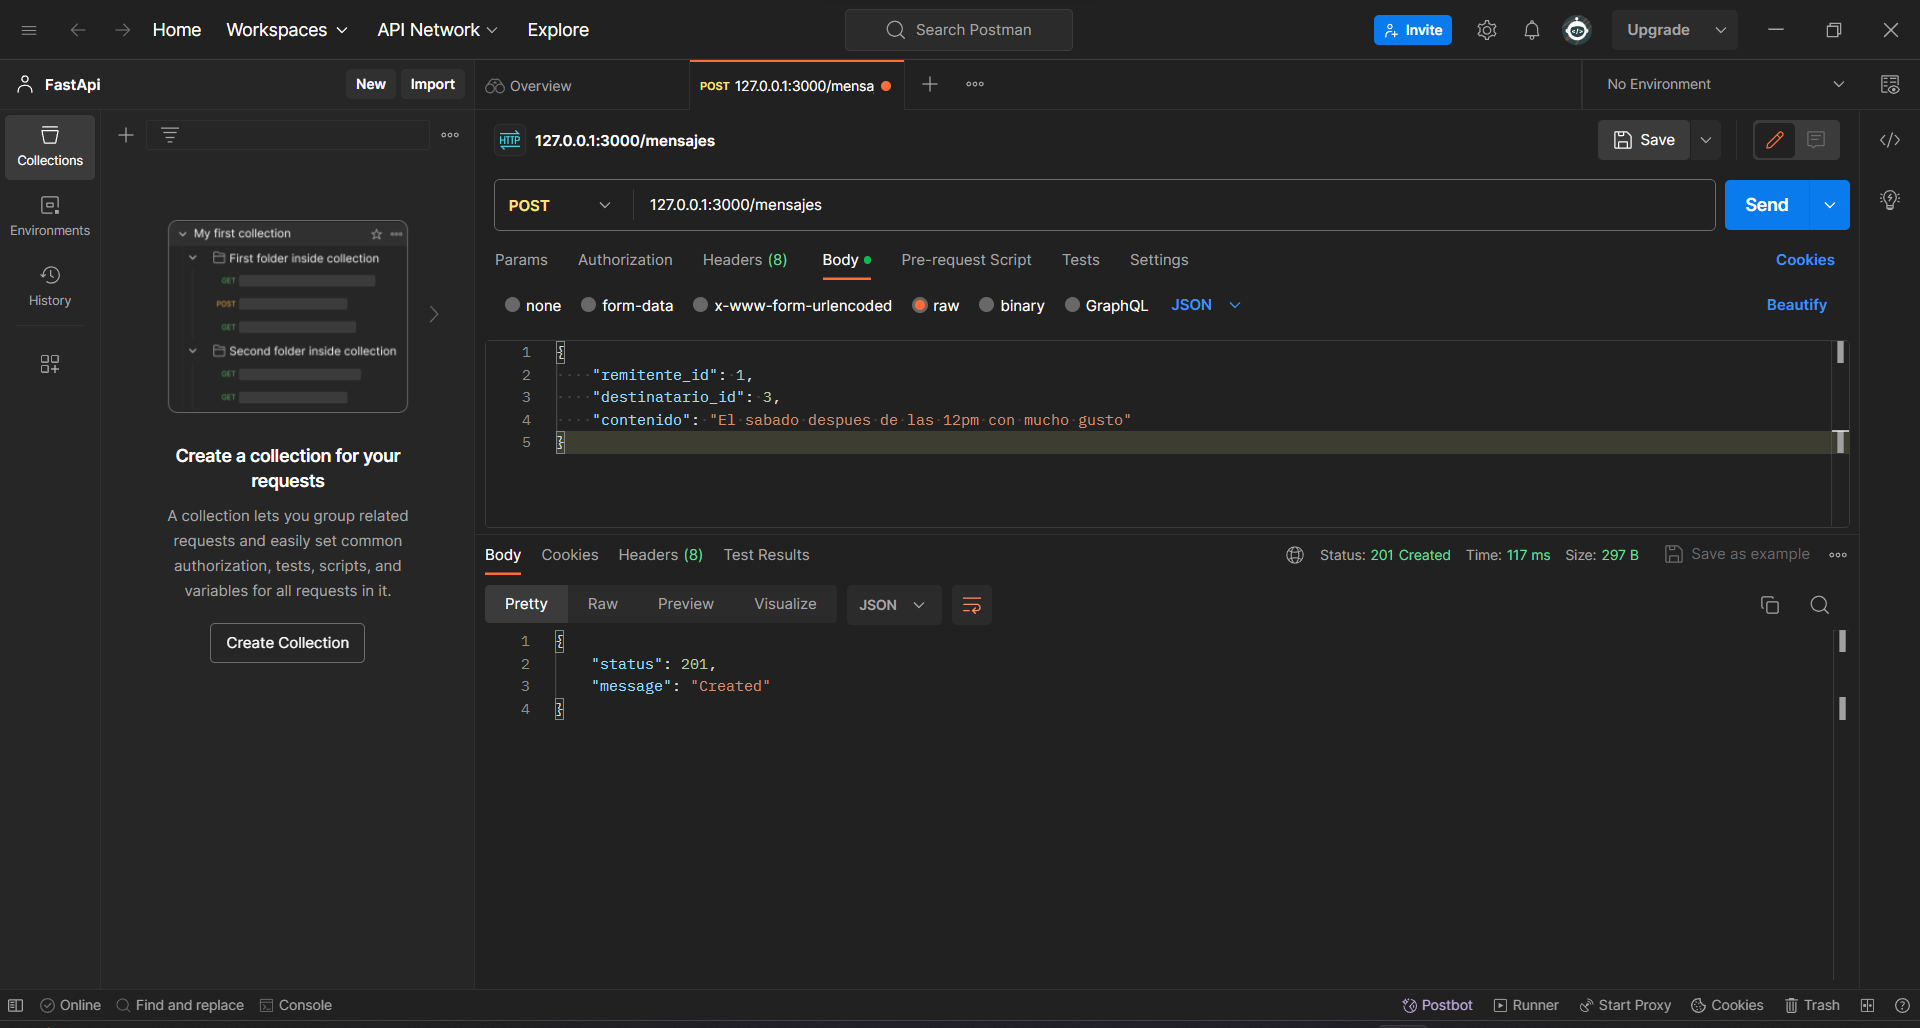 Home Workspaces API Network Explore Search Postman Invite Upgrade
FastApi New Import Overview POST 127.0.0.1:3000/mensa No Environment
Collections
Environments
History
My first collection
First folder inside collection
GET
POST
GET
Second folder inside collection
GET
GET
Create a collection for your
requests
A collection lets you group related
requests and easily set common
authorization, tests, scripts, and
variables for all requests in it.
Create Collection
HTTP 127.0.0.1:3000/mensajes Save
POST 127.0.0.1:3000/mensajes Send
Params Authorization Headers (8) Body Pre-request Script Tests Settings Cookies
none form-data x-www-form-urlencoded raw binary GraphQL JSON Beautify
1 {
2 "remitente_id": 1,
3 "destinatario_id": 3,
4 "contenido": "El sabado despues de las 12pm con mucho gusto"
5 }
Body Cookies Headers (8) Test Results Status: 201 Created Time: 117 ms Size: 297 B Save as example
Pretty Raw Preview Visualize JSON
1 {
2 "status": 201,
3 "message": "Created"
4 }
Online Find and replace Console Postbot Runner Start Proxy Cookies Trash